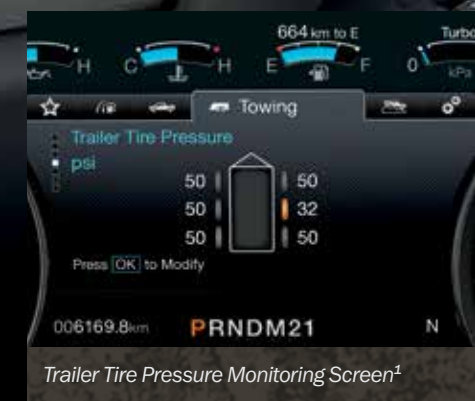 664 km to E
Turbo
H C H E F 0 kPa
Towing
Trailer Tire Pressure
psi
50 50
50 32
50 50
Press OK to Modify
006169.8km PRNDM21 N
Trailer Tire Pressure Monitoring Screen¹